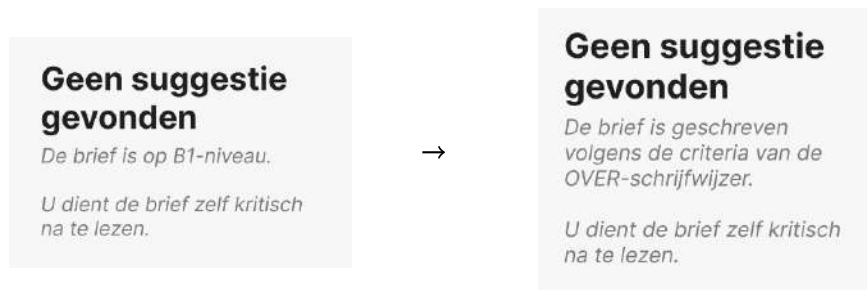 Geen suggestie
gevonden
De brief is op B1-niveau.
U dient de brief zelf kritisch
na te lezen.
→
Geen suggestie
gevonden
De brief is geschreven
volgens de criteria van de
OVER-schrijfwijzer.
U dient de brief zelf kritisch
na te lezen.